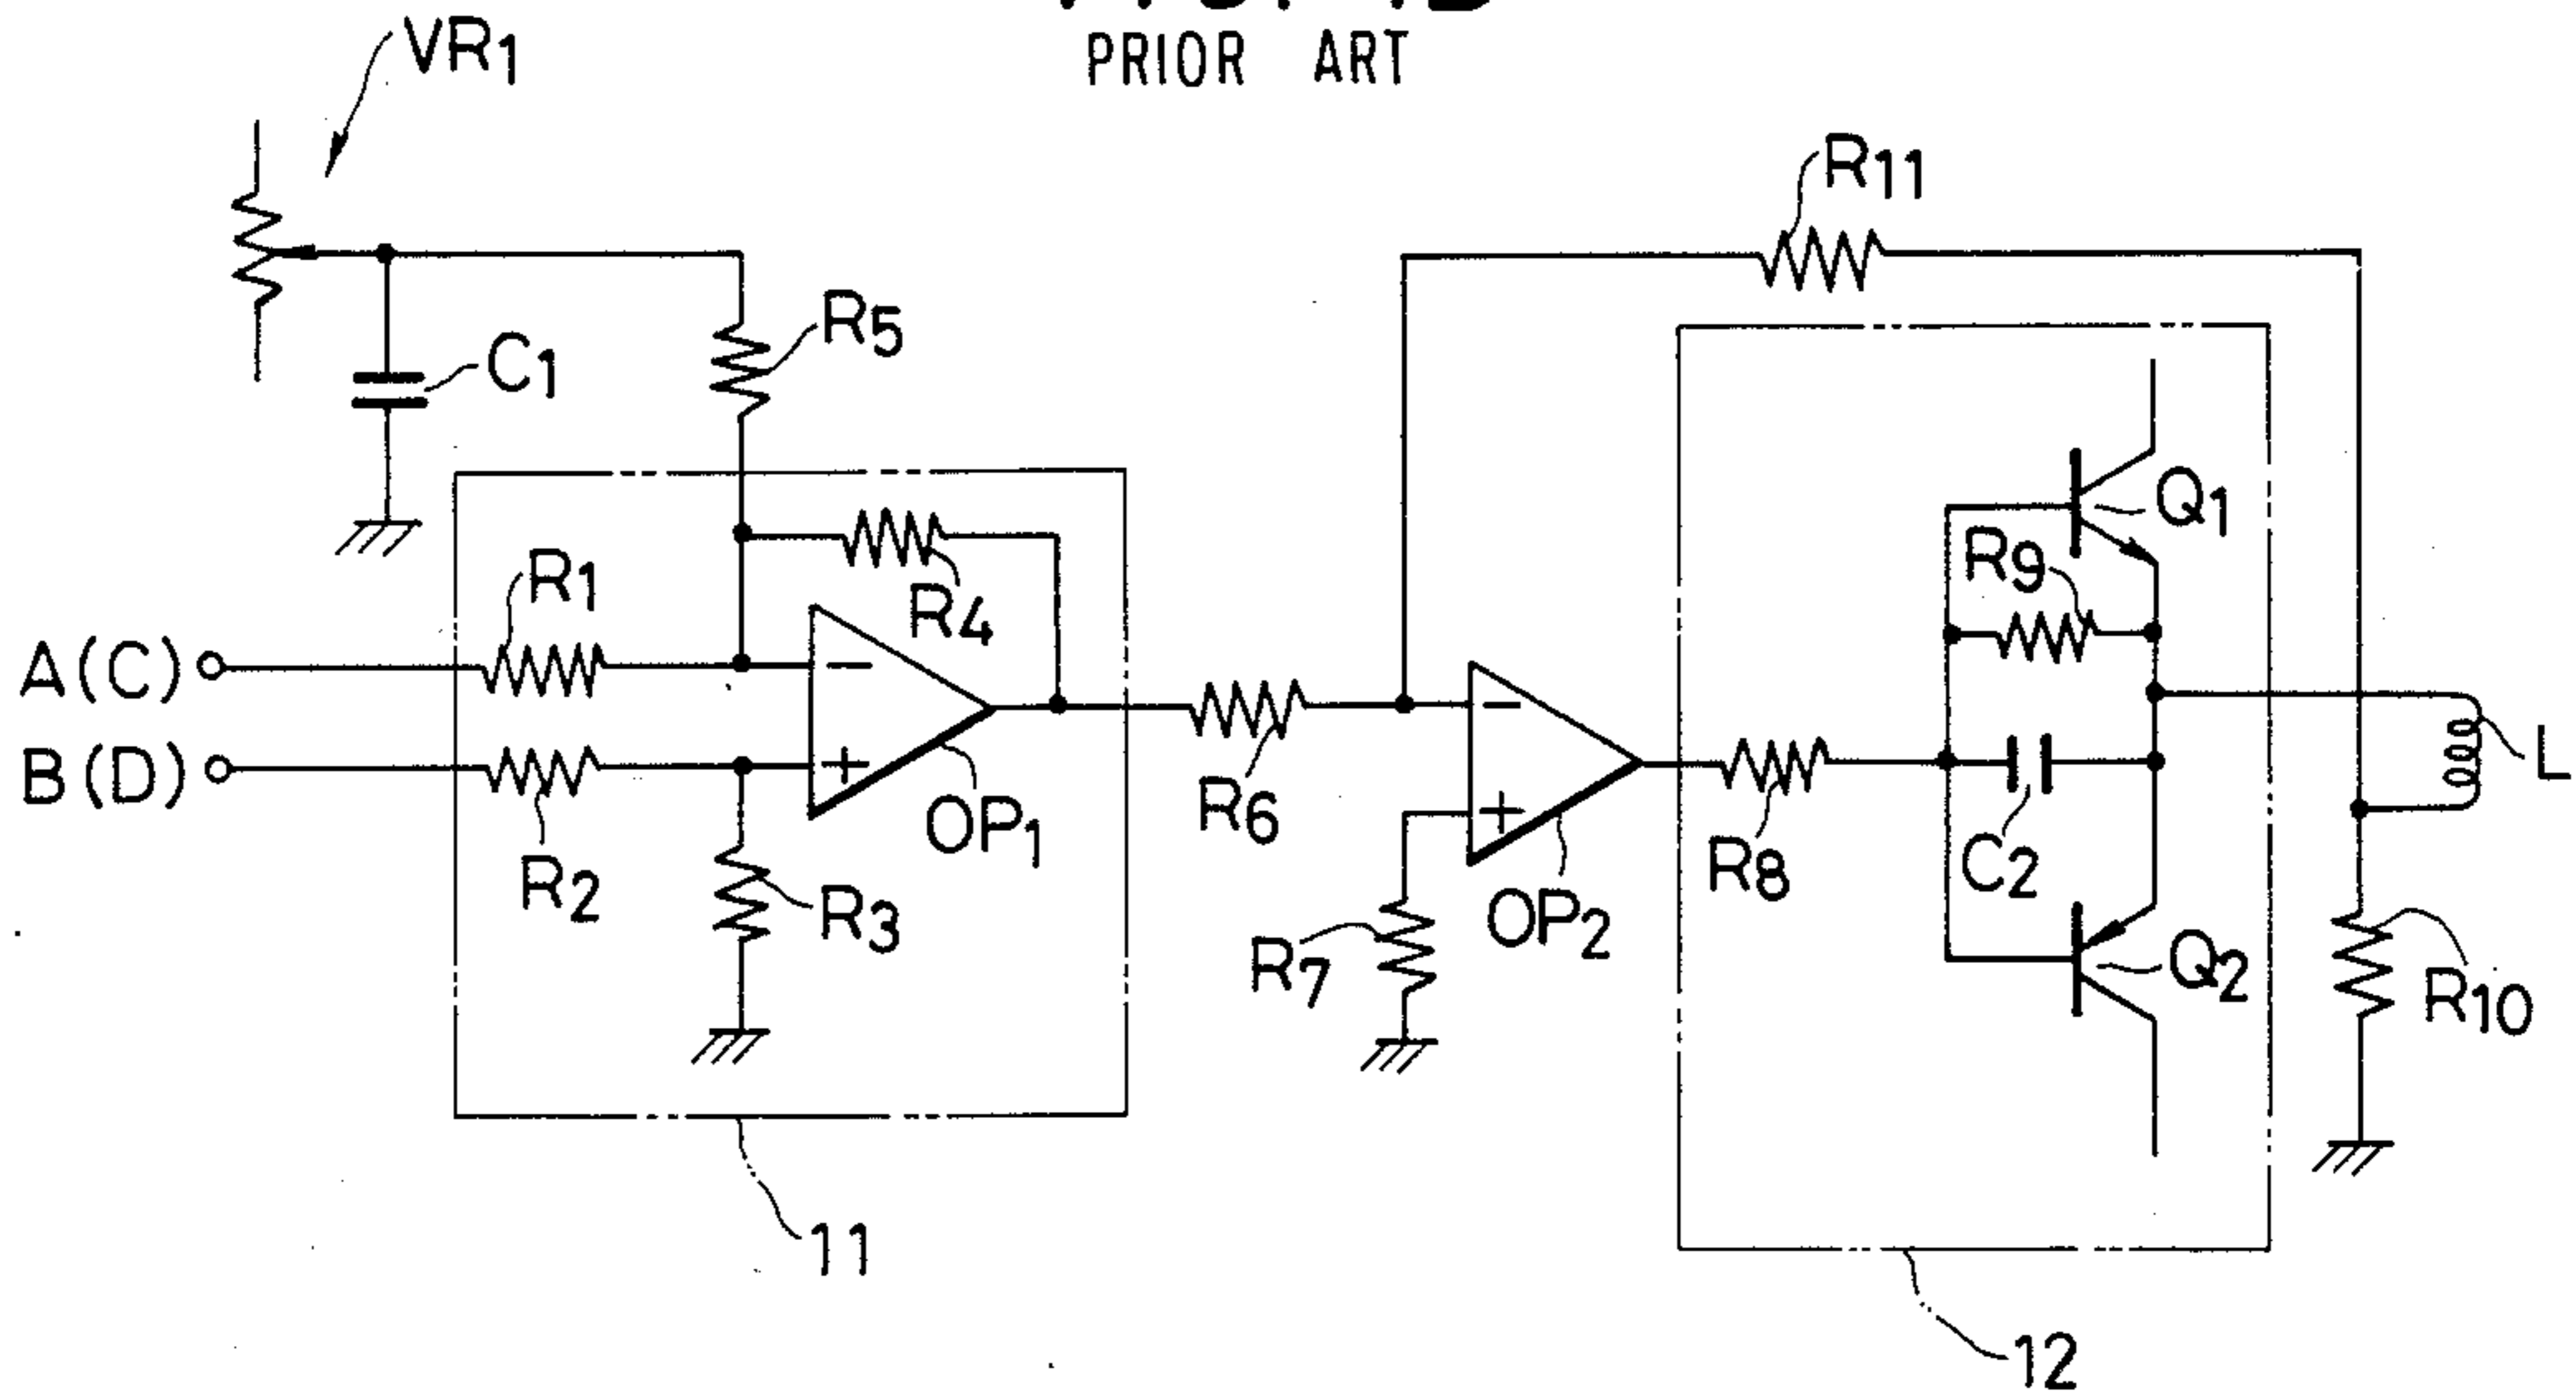 PRIOR ART
VR1
R11
R5
C1
Q1
R9
R1
R4
A(C)
−
−
L
R6
B(D)
+
OP1
+
R8
C2
R2
R3
OP2
R7
Q2
R10
11
12